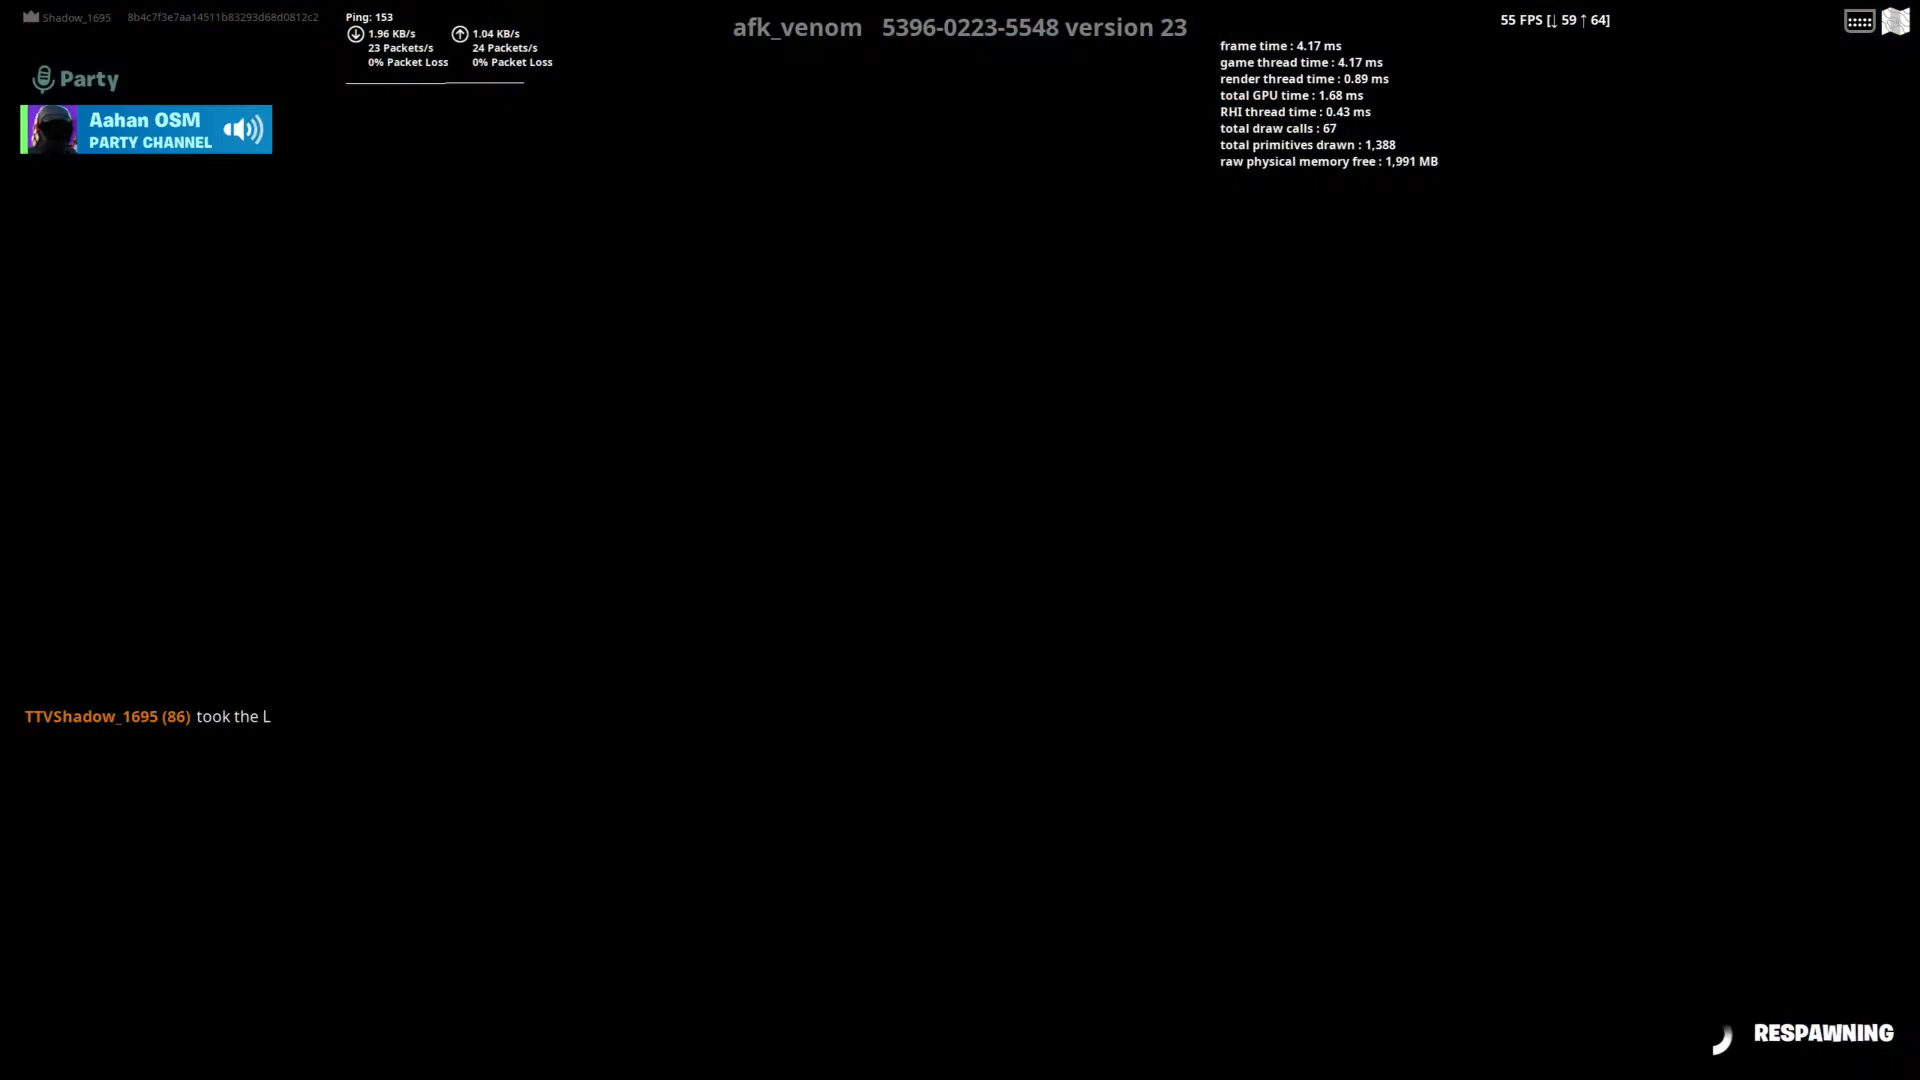 Shadow_1695 8b4c7f3e7aa14511b83293d68d0812c2
Ping: 153
1.96 KB/s 1.04 KB/s
23 Packets/s 24 Packets/s
0% Packet Loss 0% Packet Loss
afk_venom 5396-0223-5548 version 23
55 FPS [↓ 59 ↑ 64]
frame time : 4.17 ms
game thread time : 4.17 ms
render thread time : 0.89 ms
total GPU time : 1.68 ms
RHI thread time : 0.43 ms
total draw calls : 67
total primitives drawn : 1,388
raw physical memory free : 1,991 MB
Party
Aahan OSM
PARTY CHANNEL
TTVShadow_1695 (86) took the L
RESPAWNING